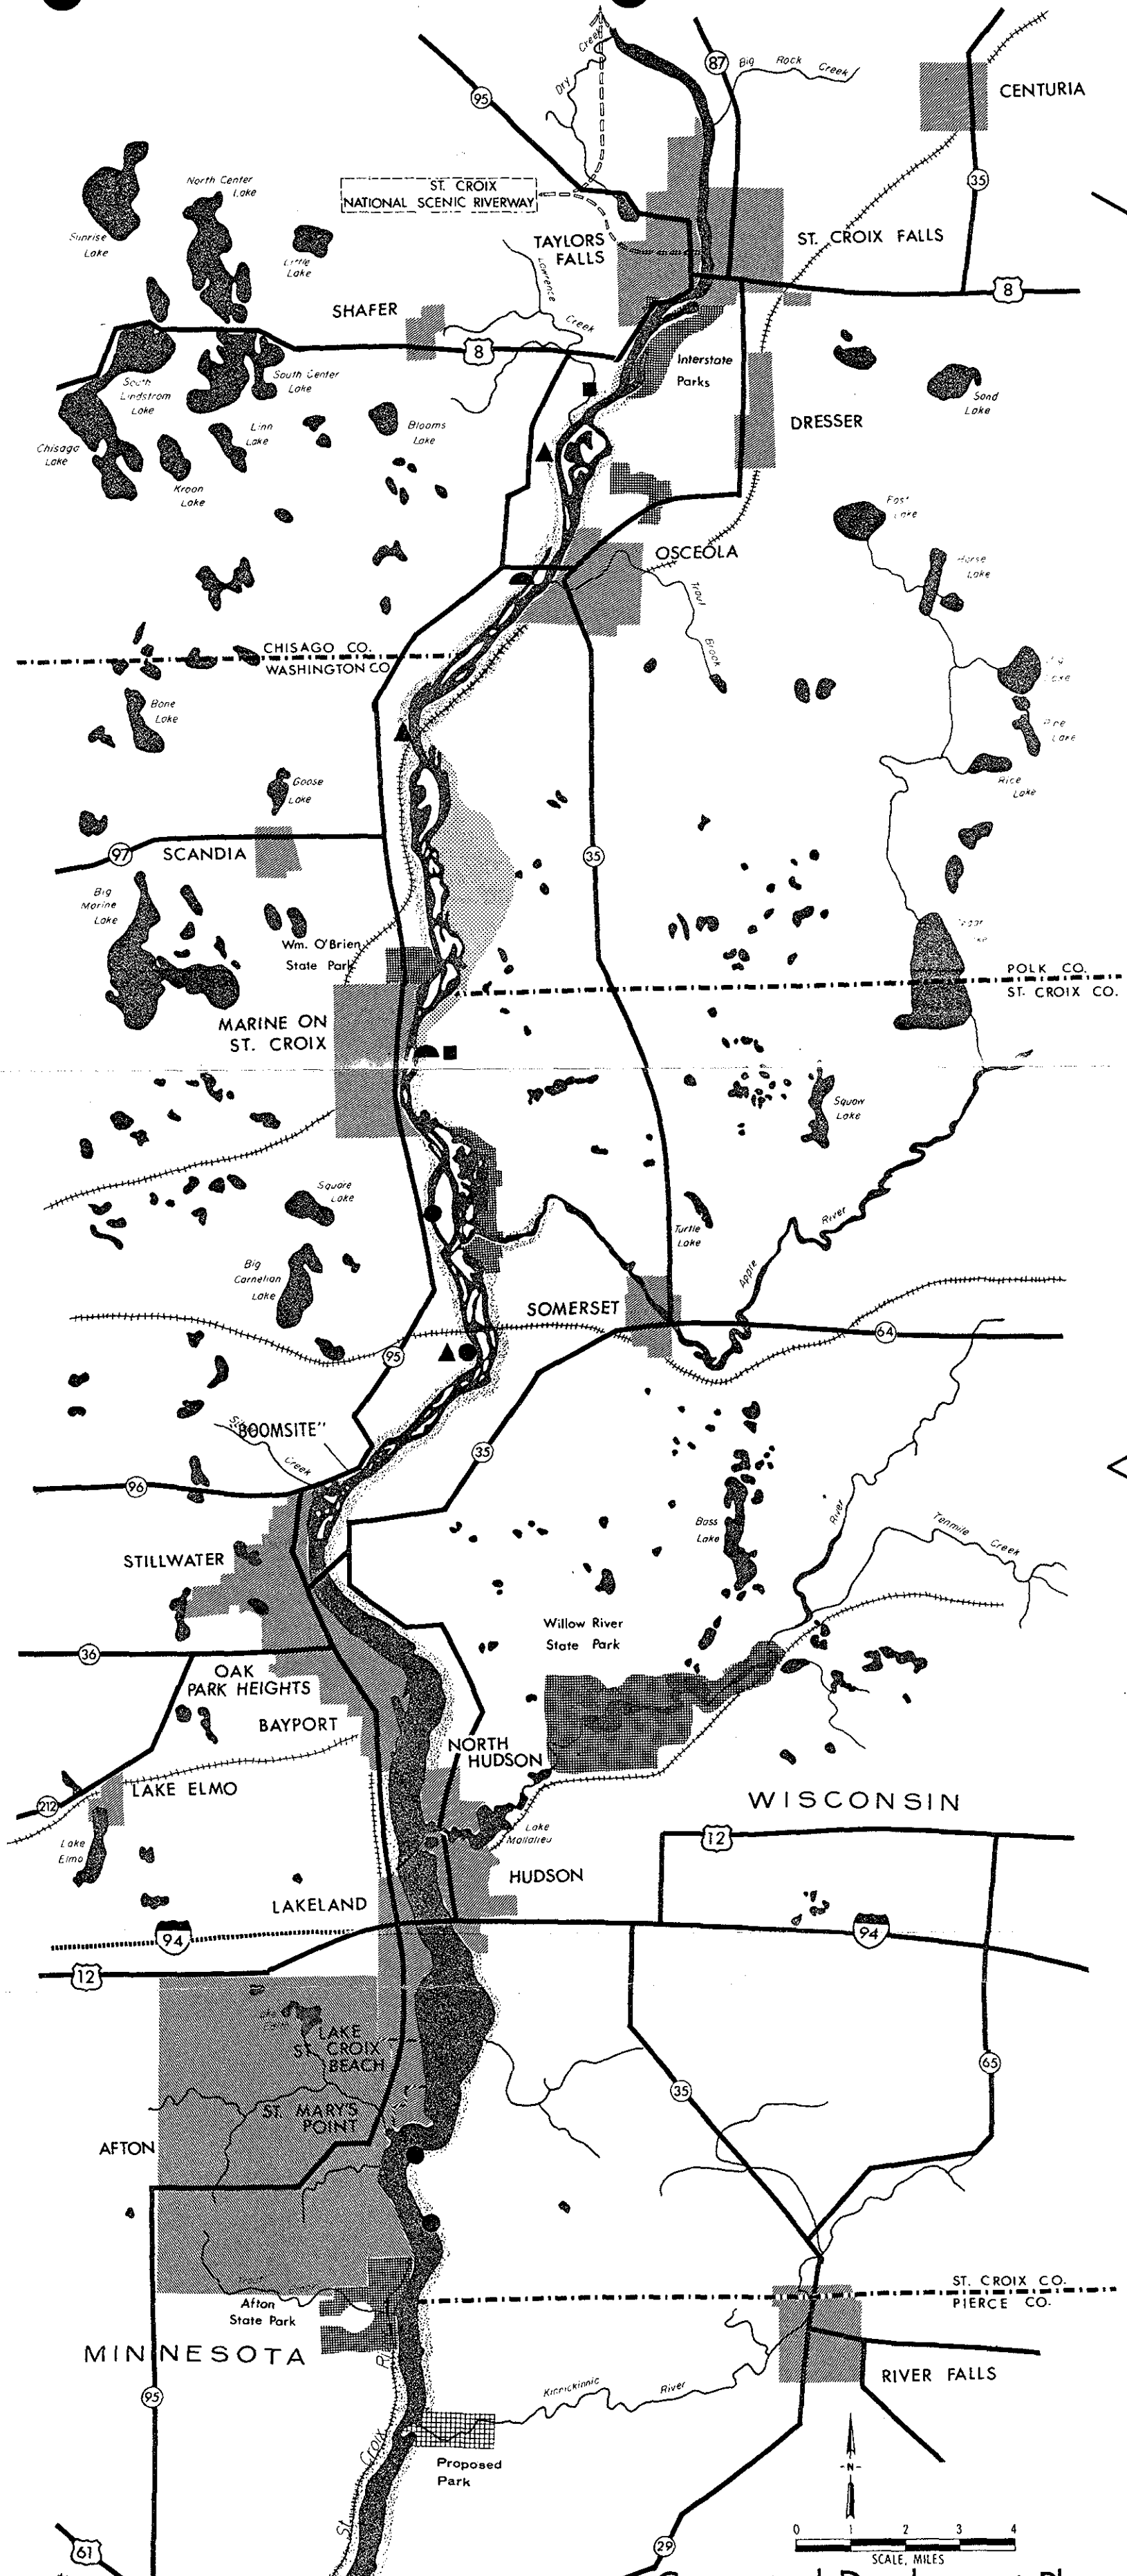 Dry Creek
87
Big Rock Creek
95
CENTURIA
35
ST. CROIX
NATIONAL SCENIC RIVERWAY
North Center
Lake
Sunrise
Lake
Little
Lake
TAYLORS
FALLS
ST. CROIX FALLS
Lawrence
Creek
8
SHAFER
8
Interstate
Parks
South
Lindstrom
Lake
South Center
Lake
Sand
Lake
Linn
Lake
Blooms
Lake
DRESSER
Chisago
Lake
Kroon
Lake
East
Lake
OSCEOLA
Horse
Lake
Trout Brook
CHISAGO CO.
WASHINGTON CO.
Bone
Lake
Pine
Lake
Goose
Lake
Rice
Lake
97
SCANDIA
35
Big
Marine
Lake
Wm. O'Brien
State Park
POLK CO.
ST. CROIX CO.
MARINE ON
ST. CROIX
Squaw
Lake
Square
Lake
Turtle
Lake
Apple River
Big
Carnelian
Lake
SOMERSET
64
95
"BOOMSITE"
Creek
35
96
Bass
Lake
River
Tenmile Creek
STILLWATER
Willow River
State Park
36
OAK
PARK HEIGHTS
BAYPORT
NORTH
HUDSON
LAKE ELMO
WISCONSIN
212
Lake
Elmo
Lake
Mallalieu
12
HUDSON
LAKELAND
94
94
12
LAKE
ST. CROIX
BEACH
65
35
ST. MARY'S
POINT
AFTON
ST. CROIX CO.
PIERCE CO.
Afton
State Park
MINNESOTA
RIVER FALLS
95
Kinnickinnic River
St. Croix
Proposed
Park
-N-
61
29
0 1 2 3 4
SCALE, MILES